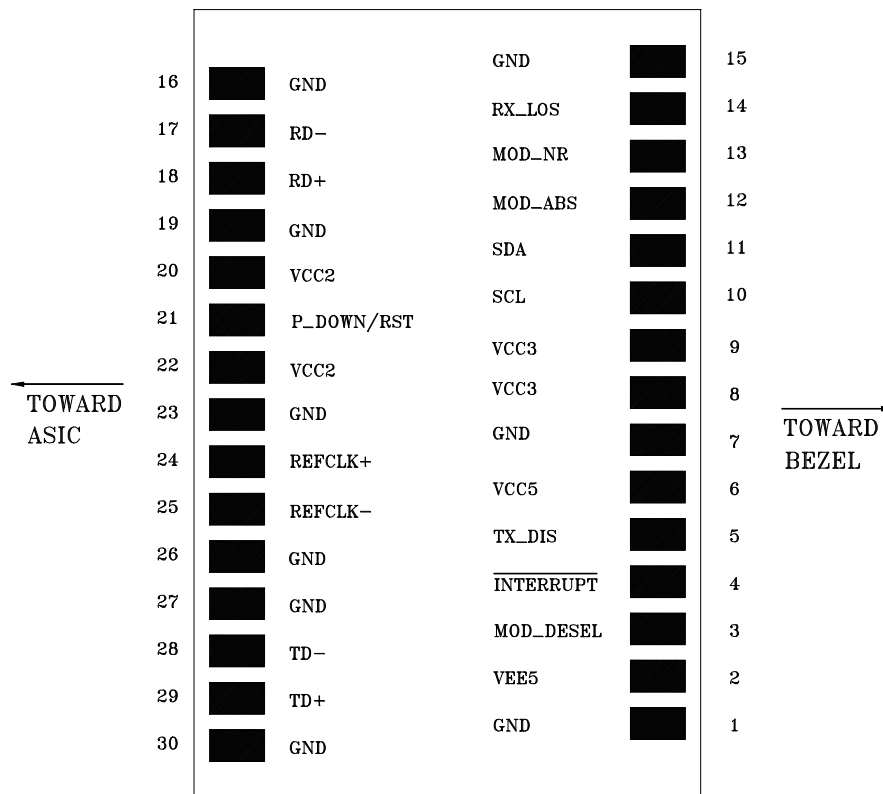 GND 15
16 GND
RX_LOS 14
17 RD-
MOD_NR 13
18 RD+
MOD_ABS 12
19 GND
SDA 11
20 VCC2
SCL 10
21 P_DOWN/RST
VCC3 9
22 VCC2
VCC3 8
TOWARD
ASIC
23 GND
GND 7
TOWARD
BEZEL
24 REFCLK+
VCC5 6
25 REFCLK-
TX_DIS 5
26 GND
INTERRUPT 4
27 GND
MOD_DESEL 3
28 TD-
VEE5 2
29 TD+
GND 1
30 GND